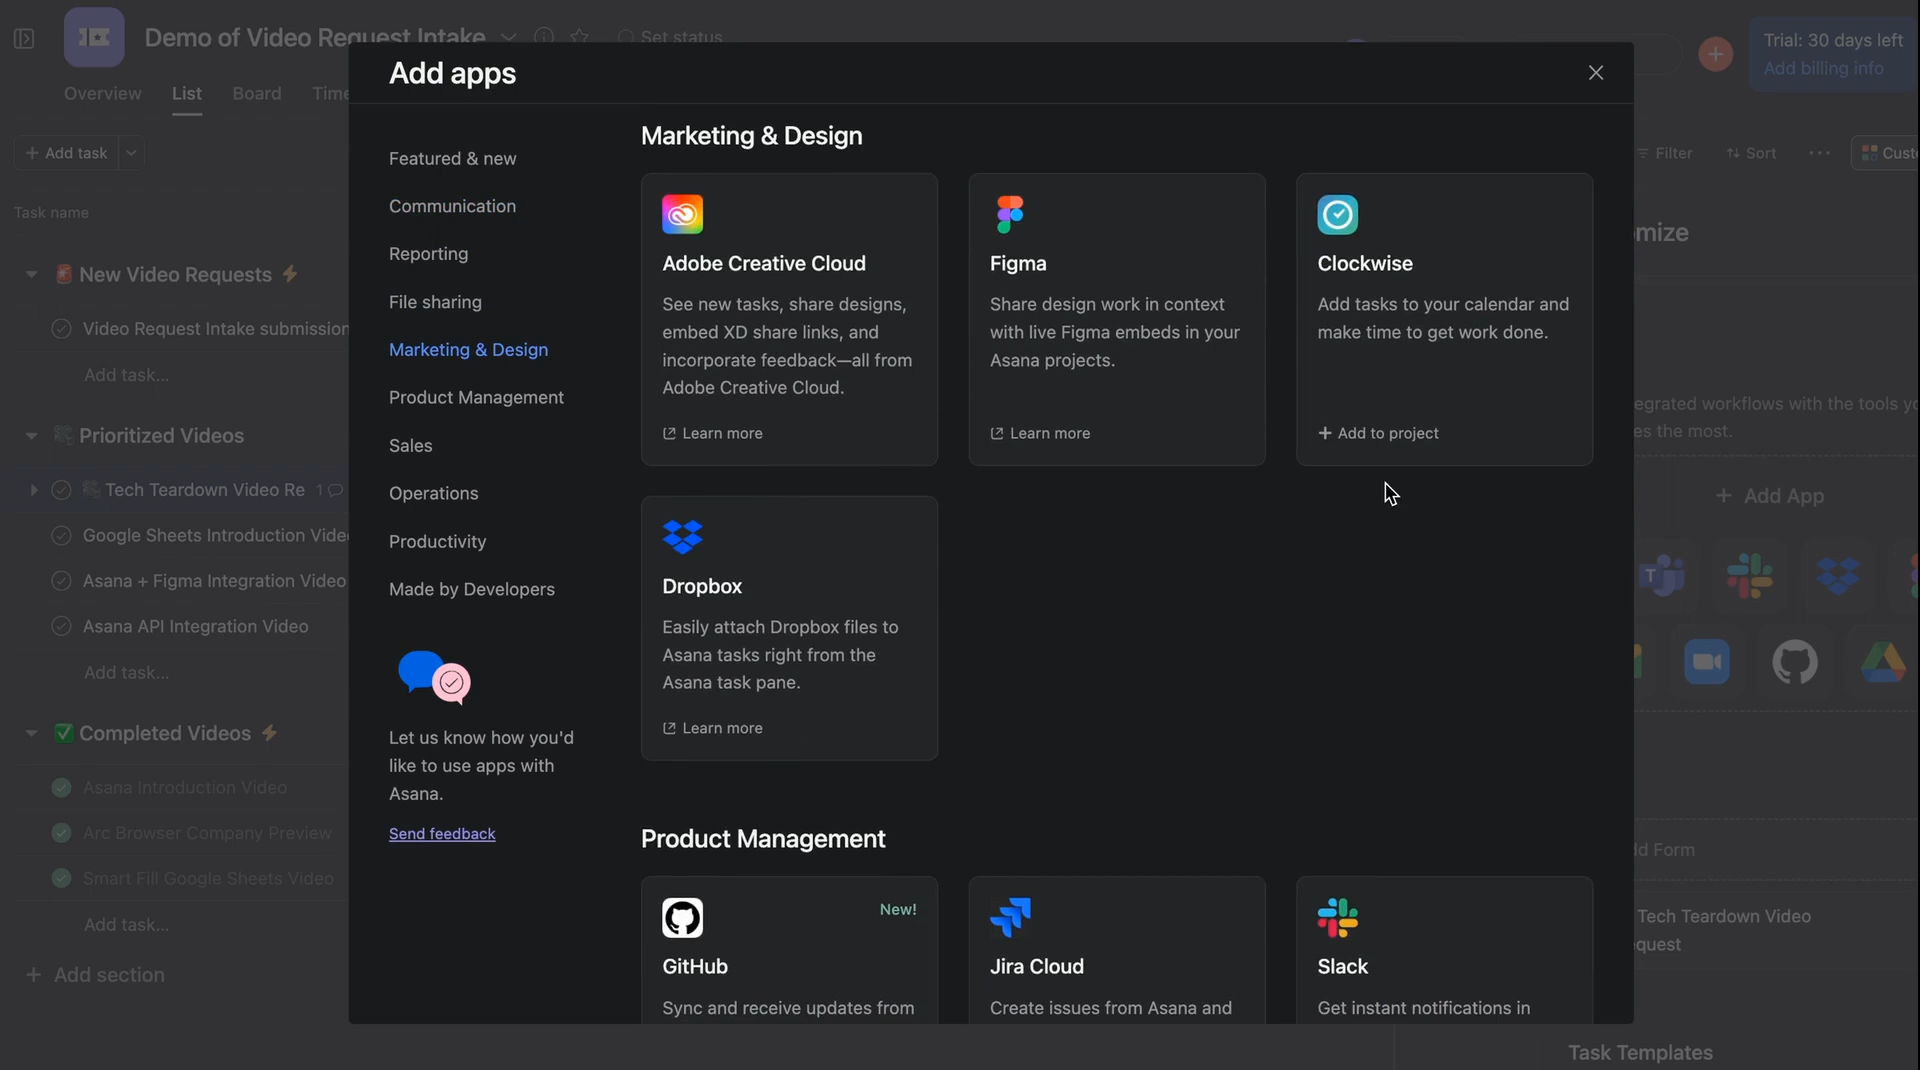 Demo of Video Request Intake
Set status
Trial: 30 days left
Add billing info
Overview
List
Board
Time
Add task
Filter
Sort
Custo
Task name
New Video Requests
Video Request Intake submission
Add task...
Prioritized Videos
Tech Teardown Video Re 1
Google Sheets Introduction Vide
Asana + Figma Integration Video
Asana API Integration Video
Add task...
Completed Videos
Asana Introduction Video
Arc Browser Company Preview
Smart Fill Google Sheets Video
Add task...
+ Add section
Add apps
Featured & new
Communication
Reporting
File sharing
Marketing & Design
Product Management
Sales
Operations
Productivity
Made by Developers
Let us know how you'd
like to use apps with
Asana.
Send feedback
Marketing & Design
Adobe Creative Cloud
See new tasks, share designs,
embed XD share links, and
incorporate feedback—all from
Adobe Creative Cloud.
Learn more
Figma
Share design work in context
with live Figma embeds in your
Asana projects.
Learn more
Clockwise
Add tasks to your calendar and
make time to get work done.
+ Add to project
Dropbox
Easily attach Dropbox files to
Asana tasks right from the
Asana task pane.
Learn more
Product Management
New!
GitHub
Sync and receive updates from
Jira Cloud
Create issues from Asana and
Slack
Get instant notifications in
omize
egrated workflows with the tools yo
es the most.
+ Add App
T
dd Form
Tech Teardown Video
quest
Task Templates